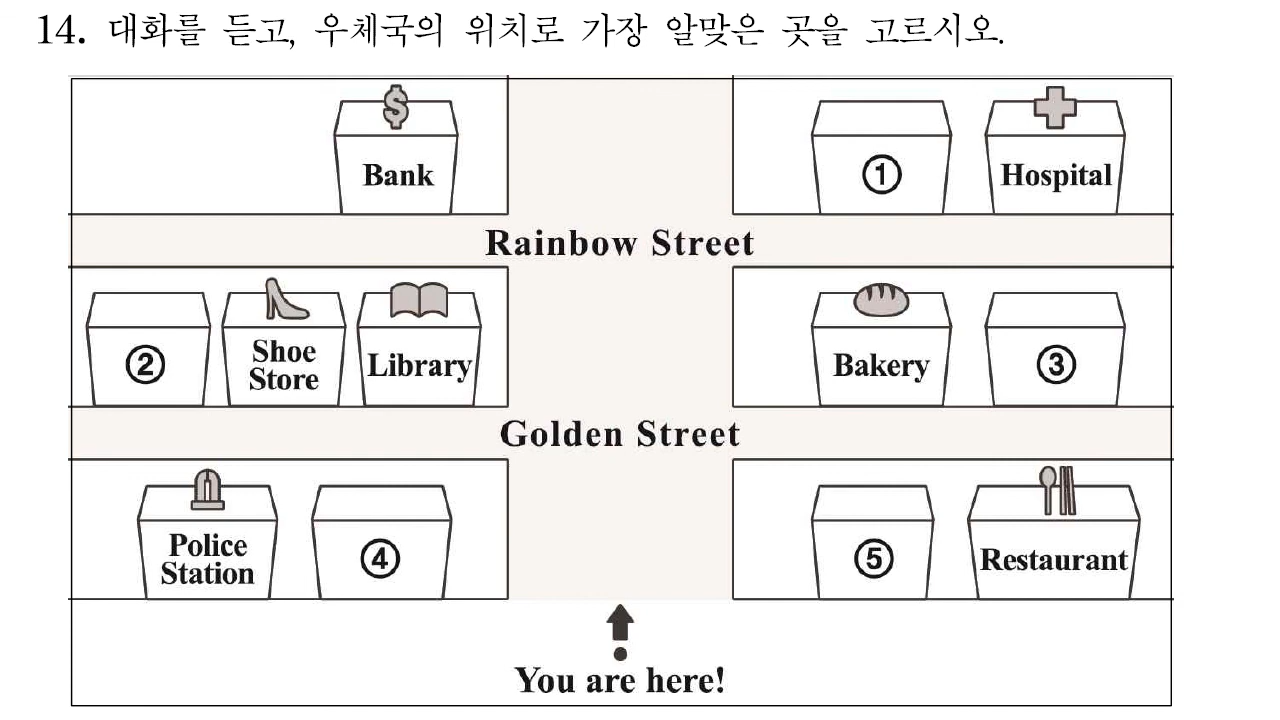 14. 대화를 듣고, 우체국의 위치로 가장 알맞은 곳을 고르시오.
$
Bank
①
Hospital
Rainbow Street
②
Shoe
Store
Library
Bakery
③
Golden Street
Police
Station
④
⑤
Restaurant
You are here!